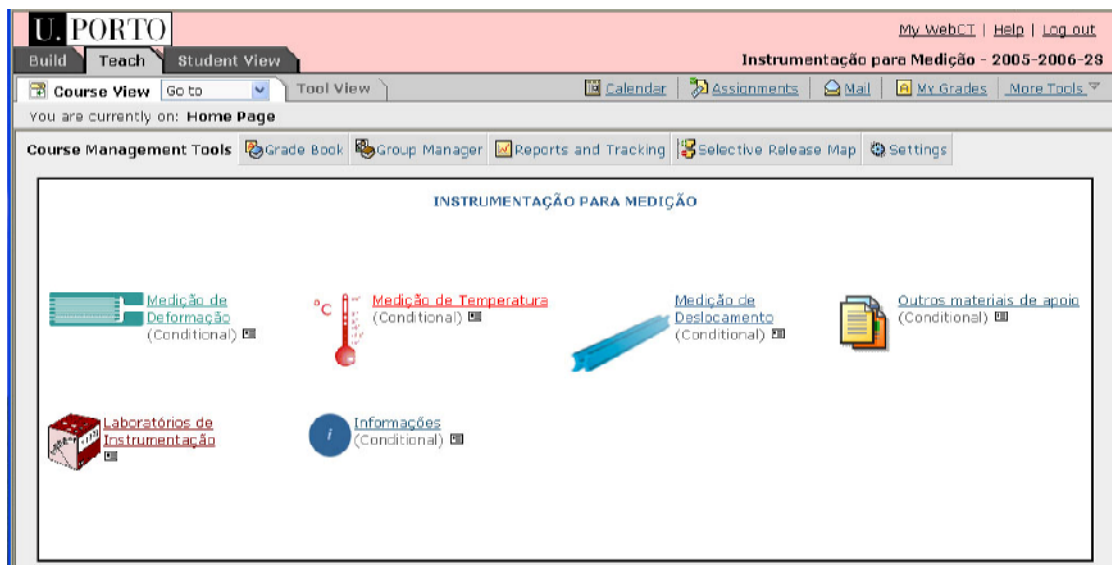 U. PORTO
My WebCT | Help | Log out
Build Teach Student View
Instrumentação para Medição - 2005-2006-2S
Course View Go to Tool View Calendar Assignments Mail My Grades More Tools
You are currently on: Home Page
Course Management Tools Grade Book Group Manager Reports and Tracking Selective Release Map Settings
INSTRUMENTAÇÃO PARA MEDIÇÃO
Medição de
Deformação
(Conditional)
°C
Medição de Temperatura
(Conditional)
Medição de
Deslocamento
(Conditional)
Outros materiais de apoio
(Conditional)
Laboratórios de
Instrumentação
i
Informações
(Conditional)